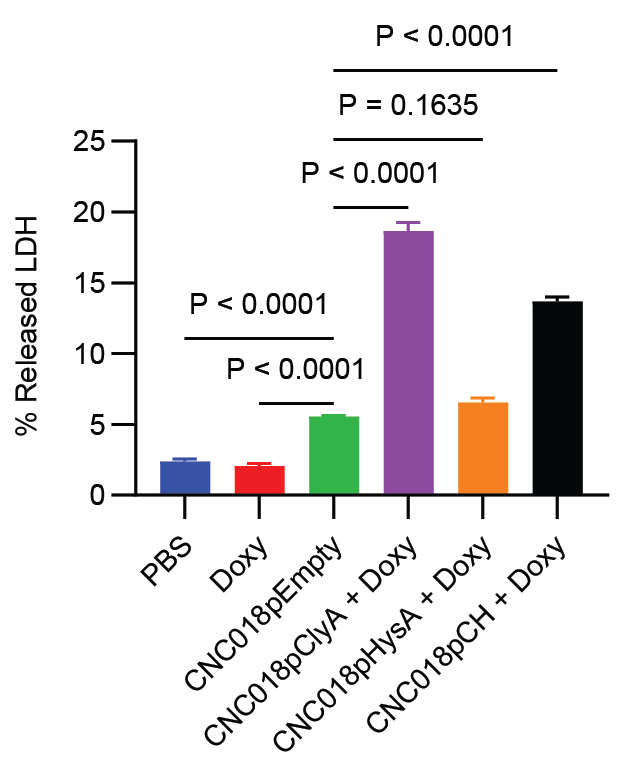 P < 0.0001
P = 0.1635
P < 0.0001
P < 0.0001
P < 0.0001
% Released LDH
25
20
15
10
5
0
PBS
Doxy
CNC018pEmpty
CNC018pClyA + Doxy
CNC018pHysA + Doxy
CNC018pCH + Doxy